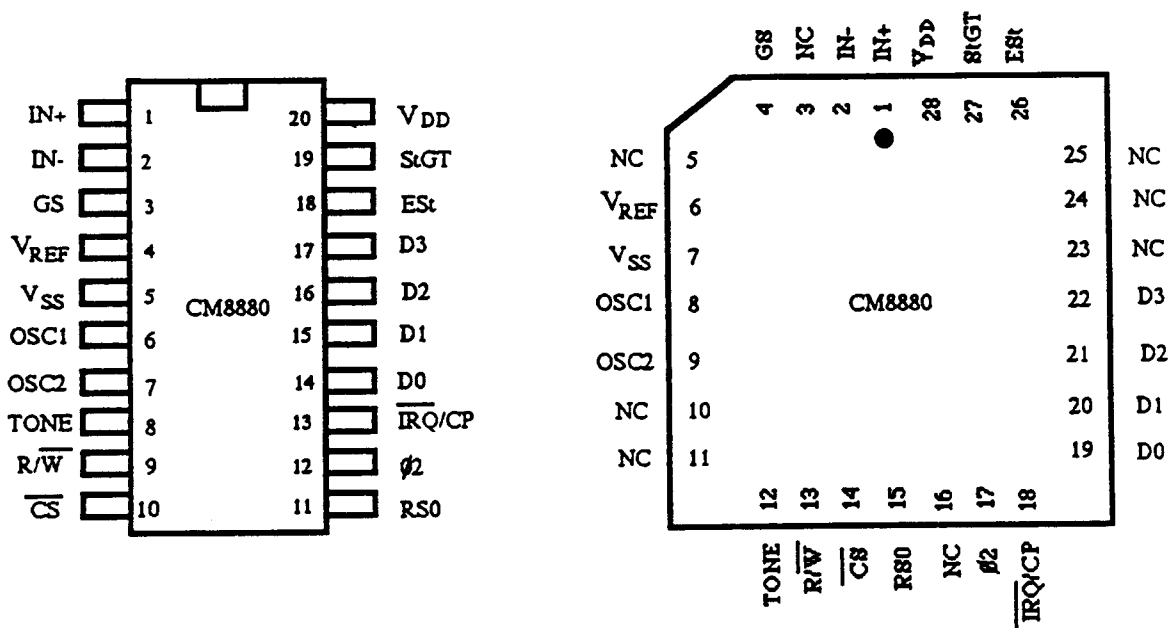 IN+ 1 20 VDD
IN- 2 19 StGT
GS 3 18 ESt
VREF 4 17 D3
VSS 5 16 D2
CM8880
OSC1 6 15 D1
OSC2 7 14 D0
TONE 8 13 I̅R̅Q̅/CP
R/W̅ 9 12 ø2
C̅S̅ 10 11 RS0
GS NC IN- IN+ VDD StGT ESt
4 3 2 1 28 27 26
NC 5 25 NC
VREF 6 24 NC
VSS 7 23 NC
OSC1 8 CM8880 22 D3
OSC2 9 21 D2
NC 10 20 D1
NC 11 19 D0
12 13 14 15 16 17 18
TONE R̅/̅W̅ C̅S̅ RS0 NC ø2 I̅R̅Q̅/CP